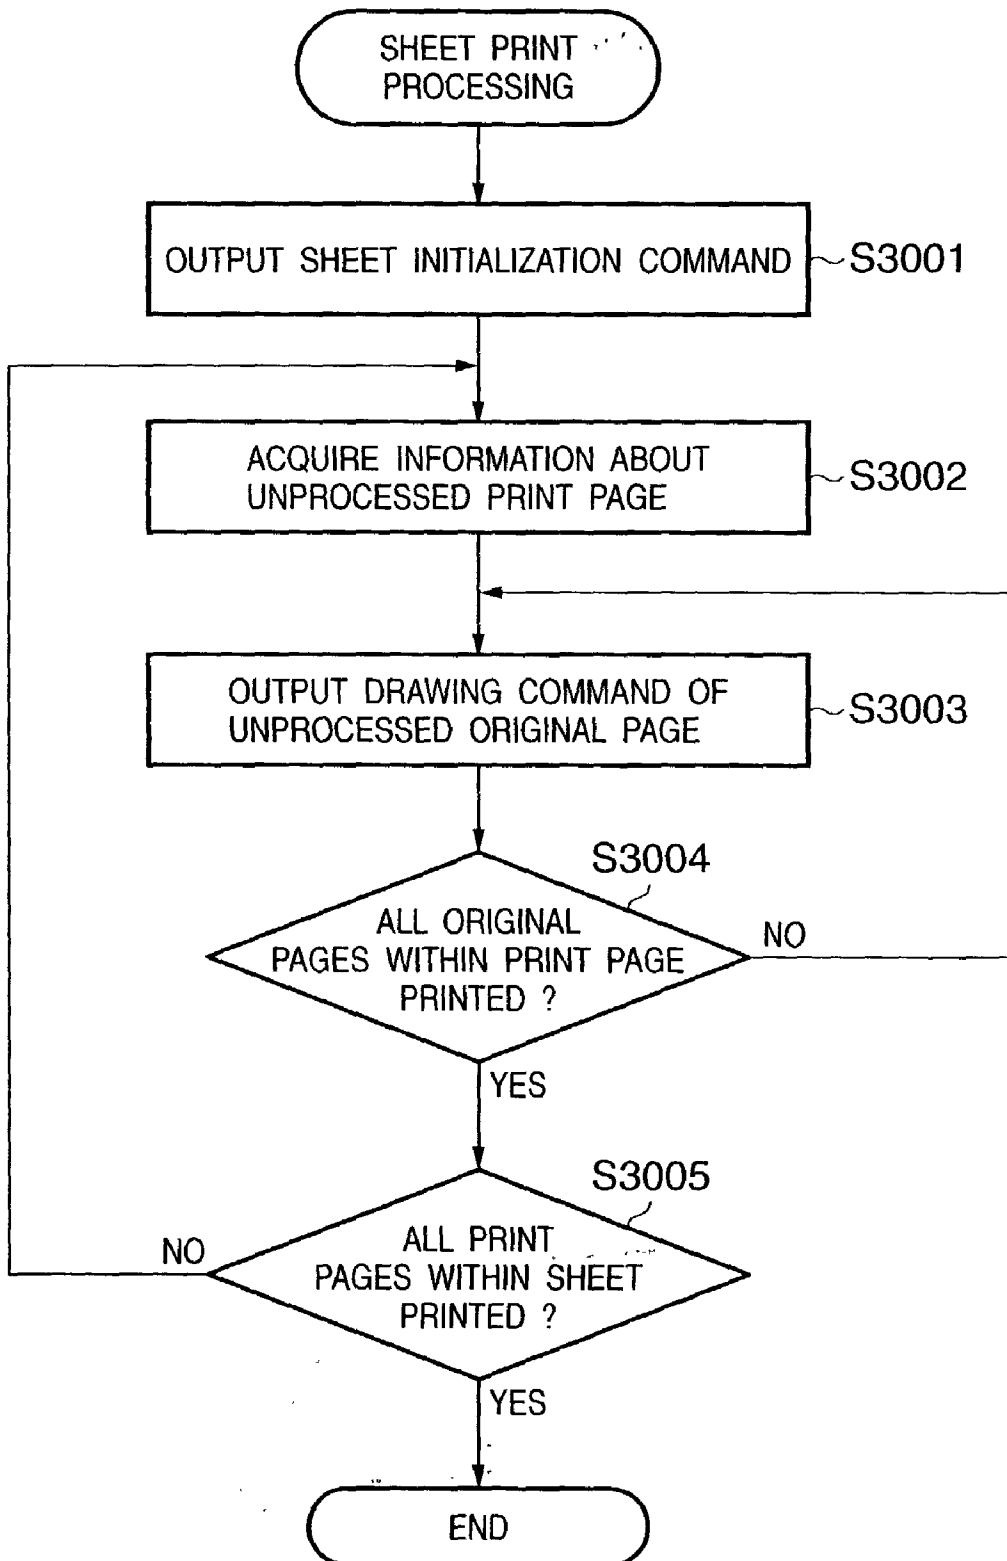 SHEET PRINT
PROCESSING
OUTPUT SHEET INITIALIZATION COMMAND
S3001
ACQUIRE INFORMATION ABOUT
UNPROCESSED PRINT PAGE
S3002
OUTPUT DRAWING COMMAND OF
UNPROCESSED ORIGINAL PAGE
S3003
S3004
ALL ORIGINAL
PAGES WITHIN PRINT PAGE
PRINTED ?
NO
YES
S3005
ALL PRINT
PAGES WITHIN SHEET
PRINTED ?
NO
YES
END